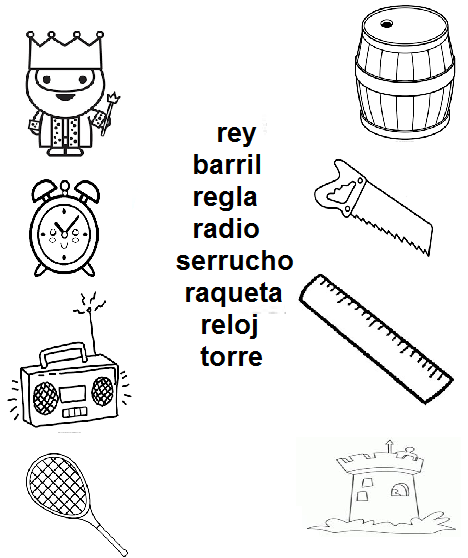 rey
barril
regla
radio
serrucho
raqueta
reloj
torre